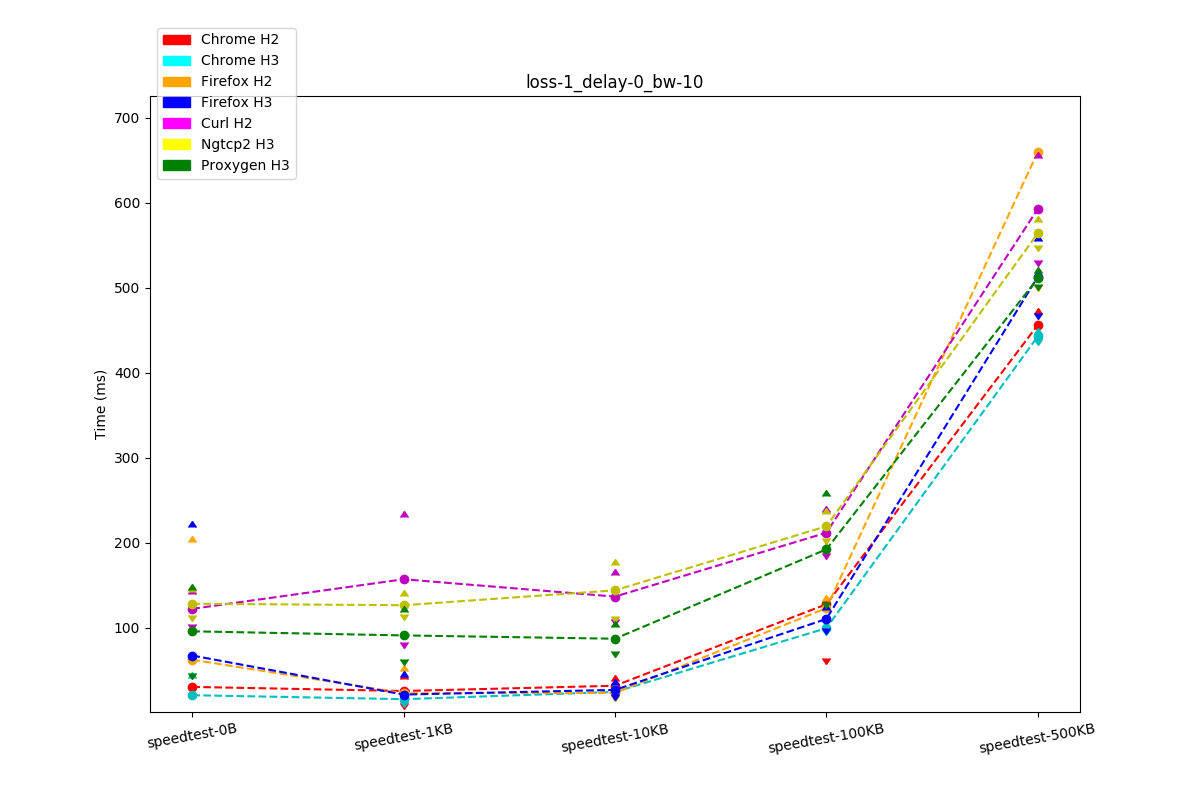 Chrome H2
Chrome H3
Firefox H2
Firefox H3
Curl H2
Ngtcp2 H3
Proxygen H3
loss-1_delay-0_bw-10
700
600
500
400
300
200
100
Time (ms)
speedtest-0B
speedtest-1KB
speedtest-10KB
speedtest-100KB
speedtest-500KB